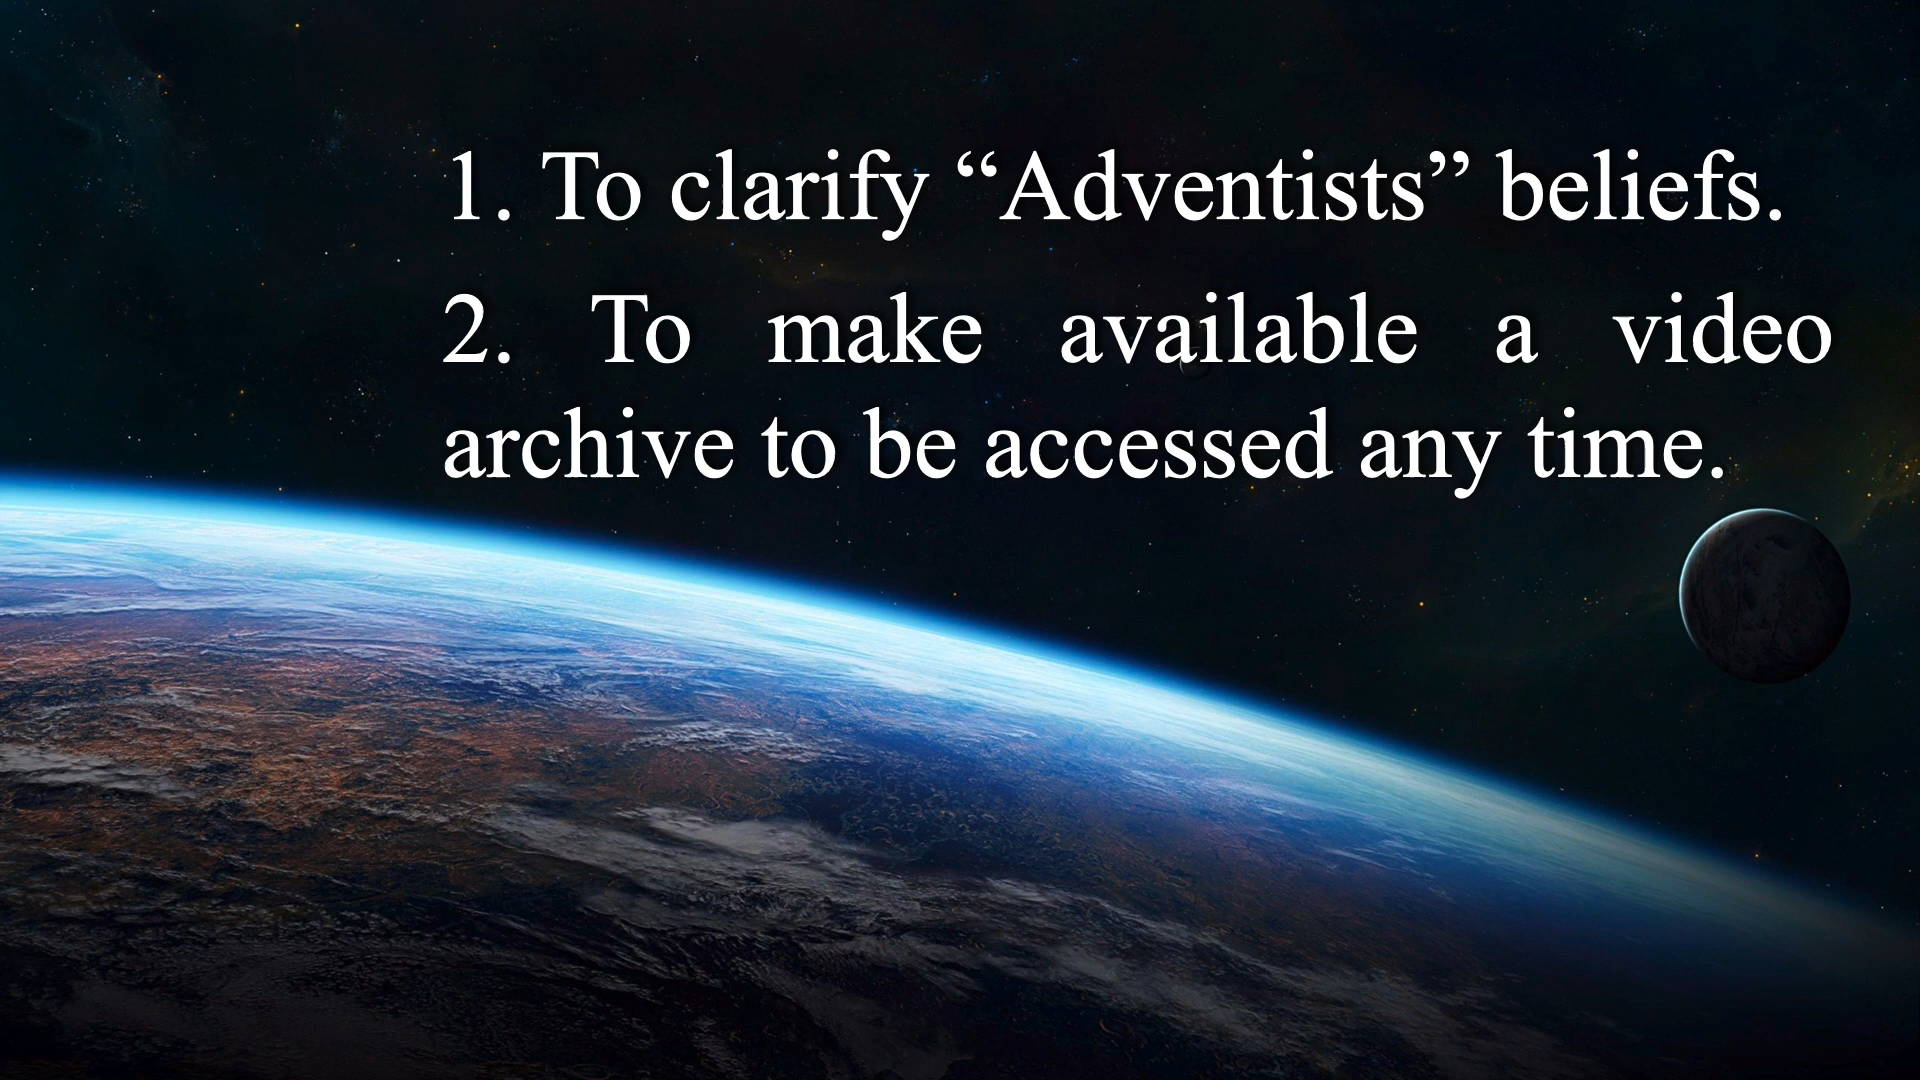 1. To clarify “Adventists” beliefs.
2. To make available a video
archive to be accessed any time.